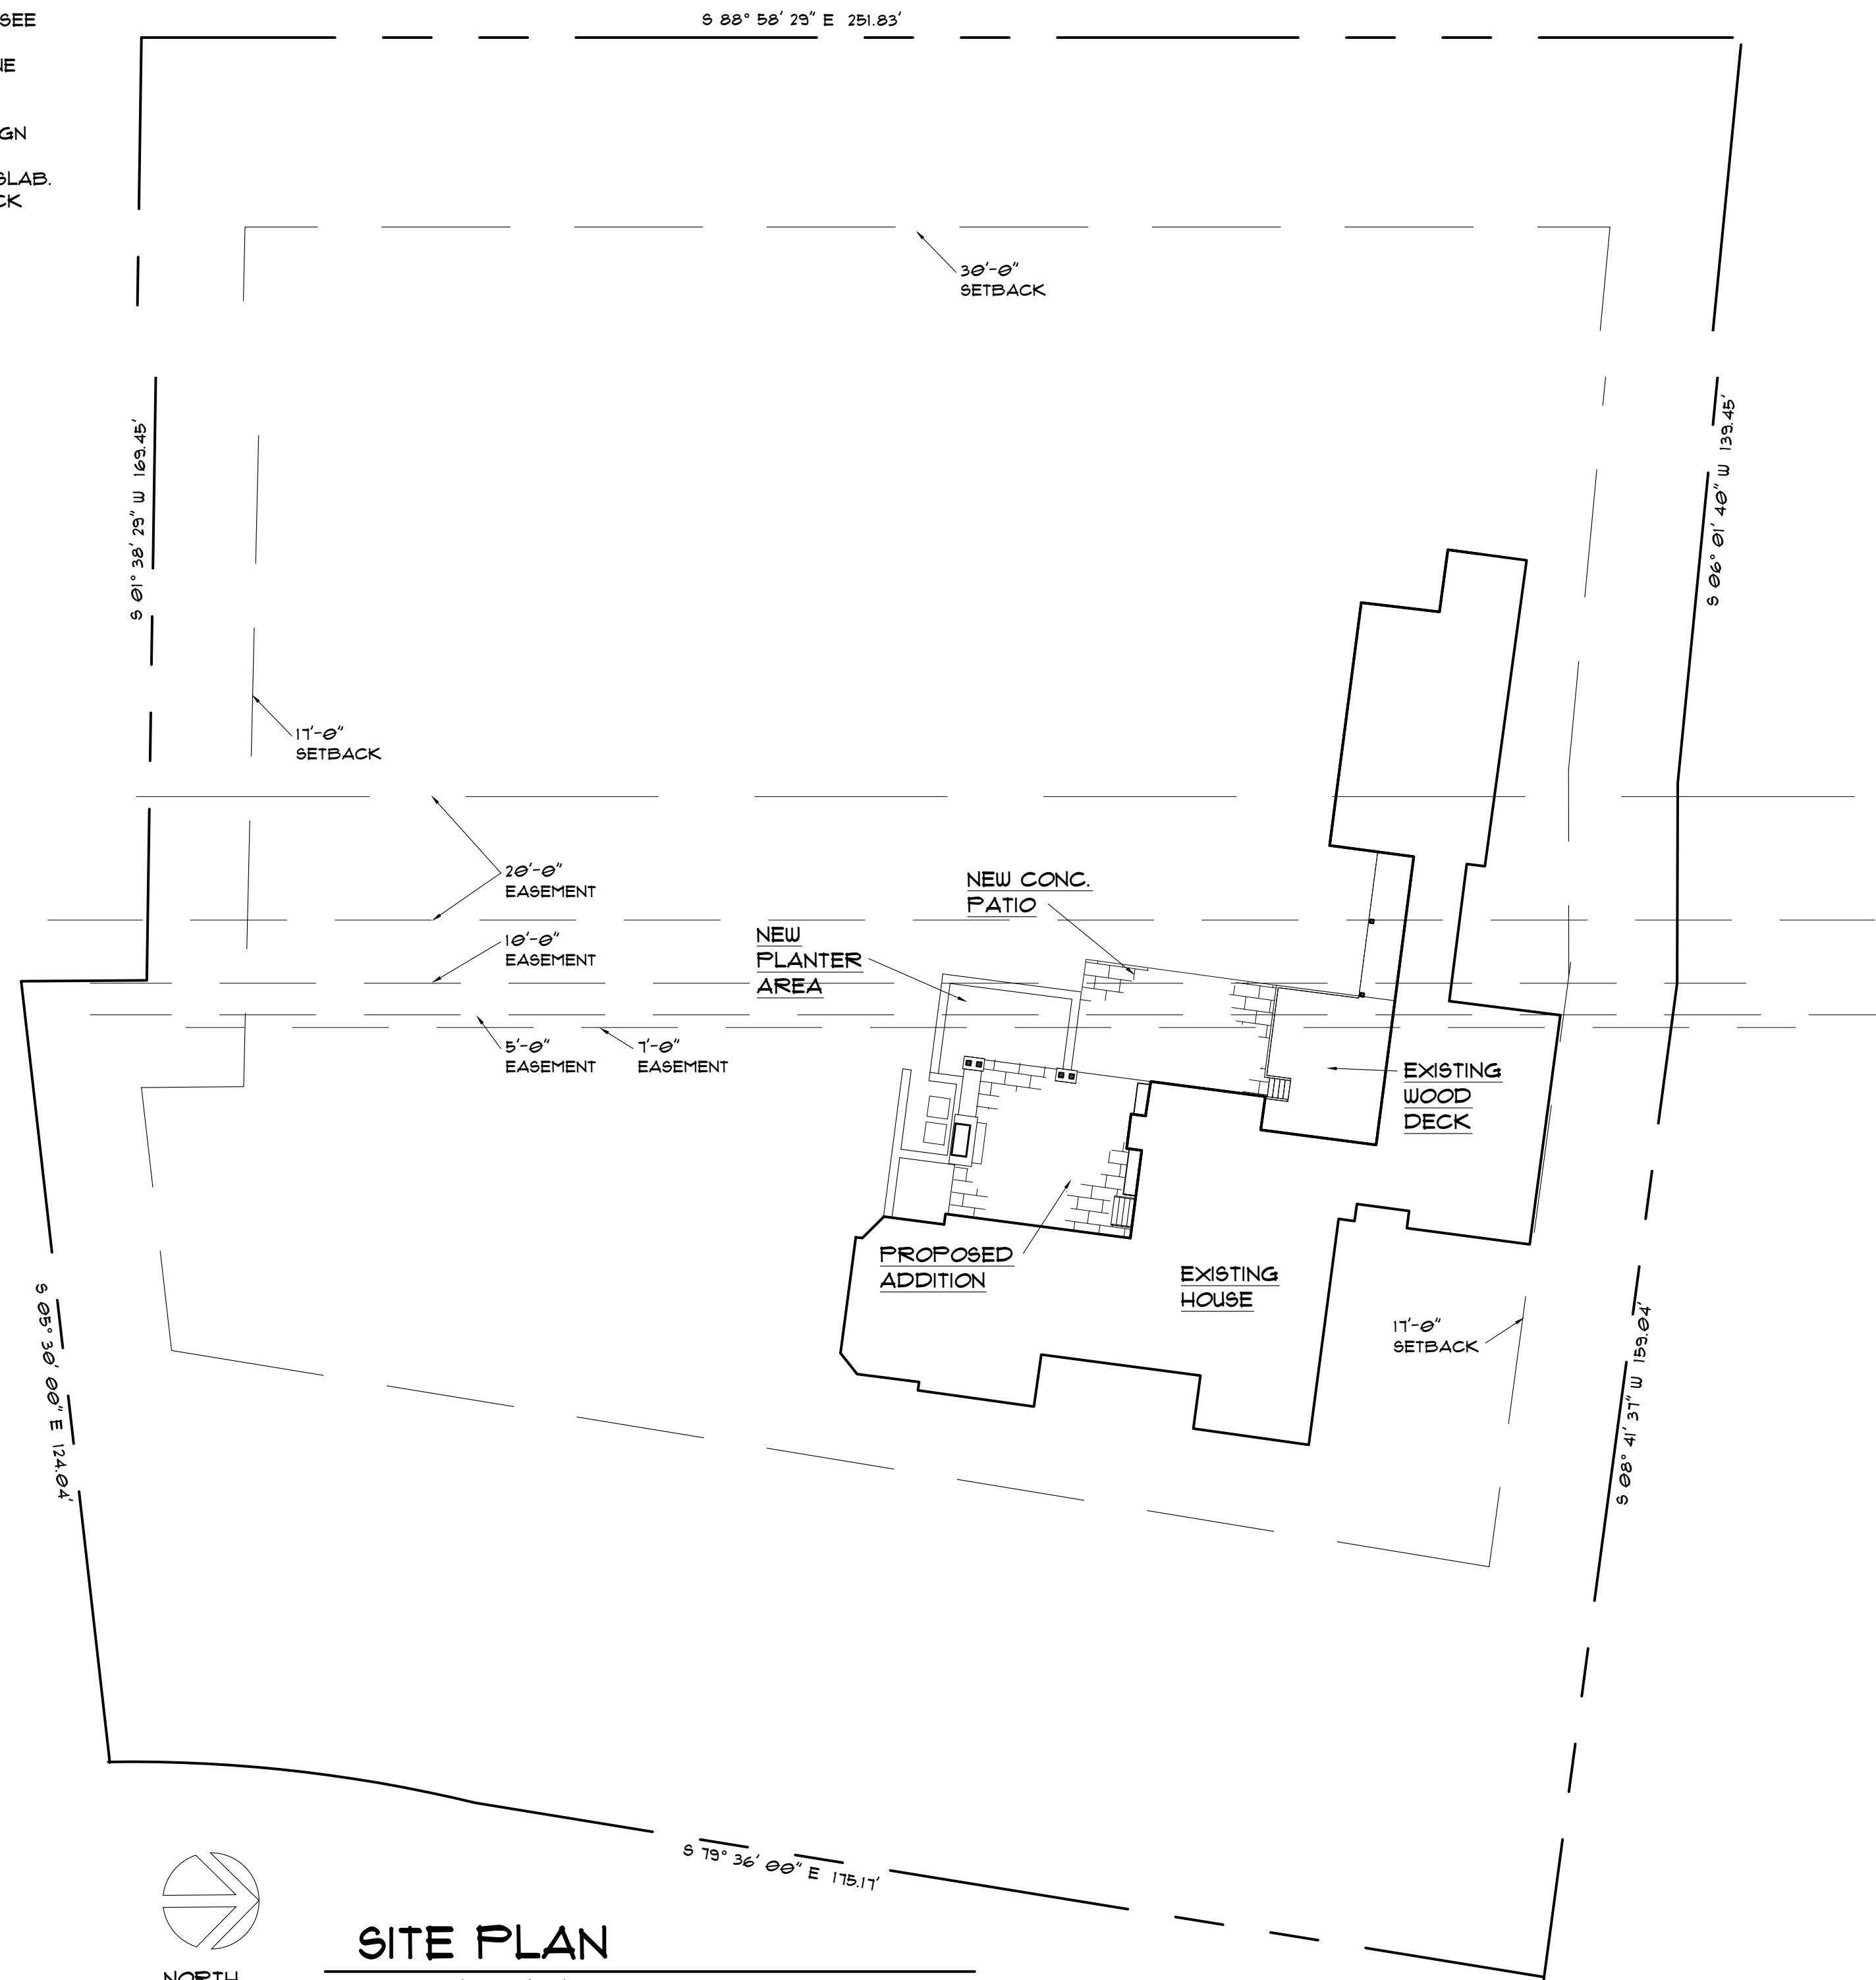 SEE
S 88° 58' 29" E 251.83'
NE
GN
SLAB.
CK
30'-0"
SETBACK
S 01° 38' 29" W 169.45'
S 06° 01' 40" W 139.45'
17'-0"
SETBACK
20'-0"
EASEMENT
10'-0"
EASEMENT
5'-0"
EASEMENT
7'-0"
EASEMENT
NEW CONC.
PATIO
NEW
PLANTER
AREA
EXISTING
WOOD
DECK
PROPOSED
ADDITION
EXISTING
HOUSE
17'-0"
SETBACK
S 05° 30' 00" E 124.04'
S 08° 41' 37" W 159.04'
S 79° 36' 00" E 175.17'
SITE PLAN
NORTH